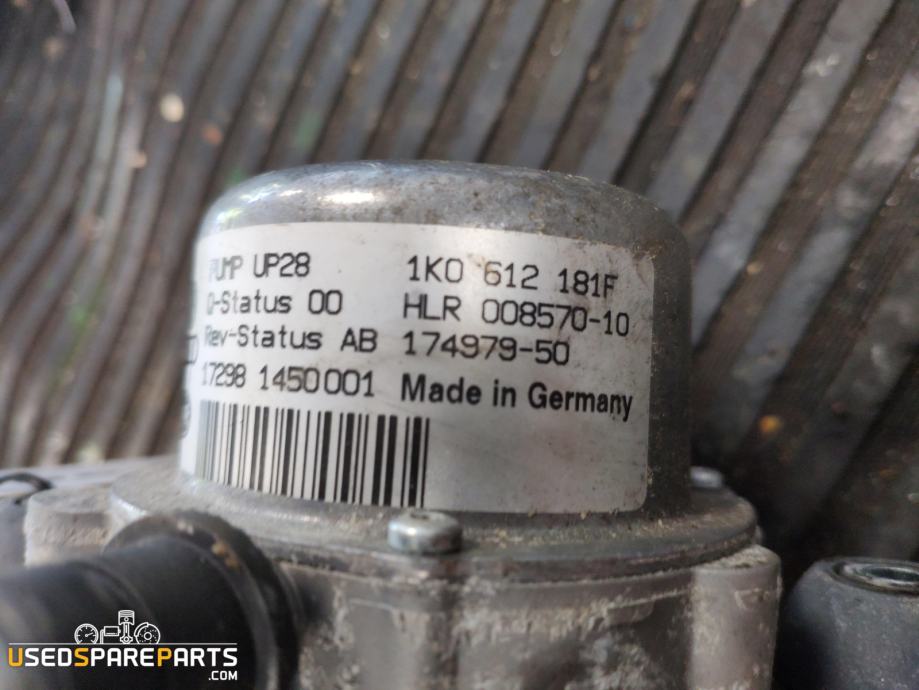 PUMP UP28 1K0 612 181F
Q-Status 00 HLR 008570-10
Rev-Status AB 174979-50
17298 1450001 Made in Germany
USEDSPAREPARTS
.COM